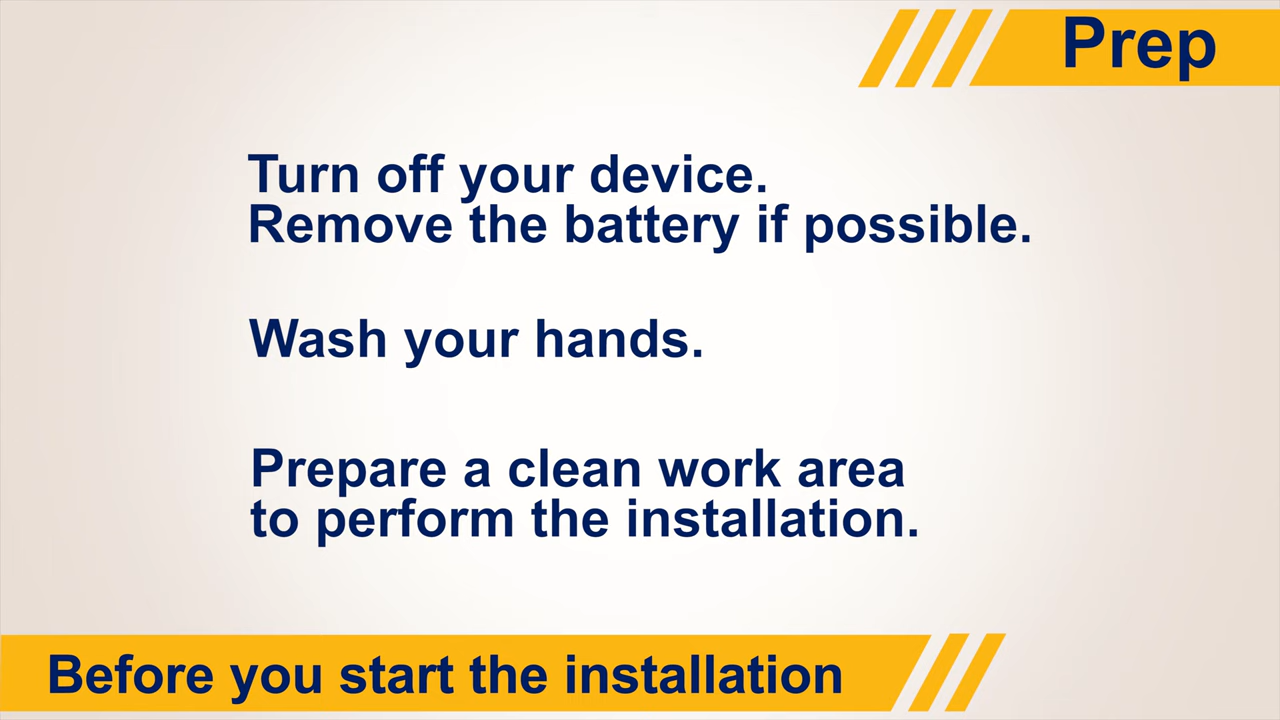 Prep
Turn off your device.
Remove the battery if possible.
Wash your hands.
Prepare a clean work area
to perform the installation.
Before you start the installation